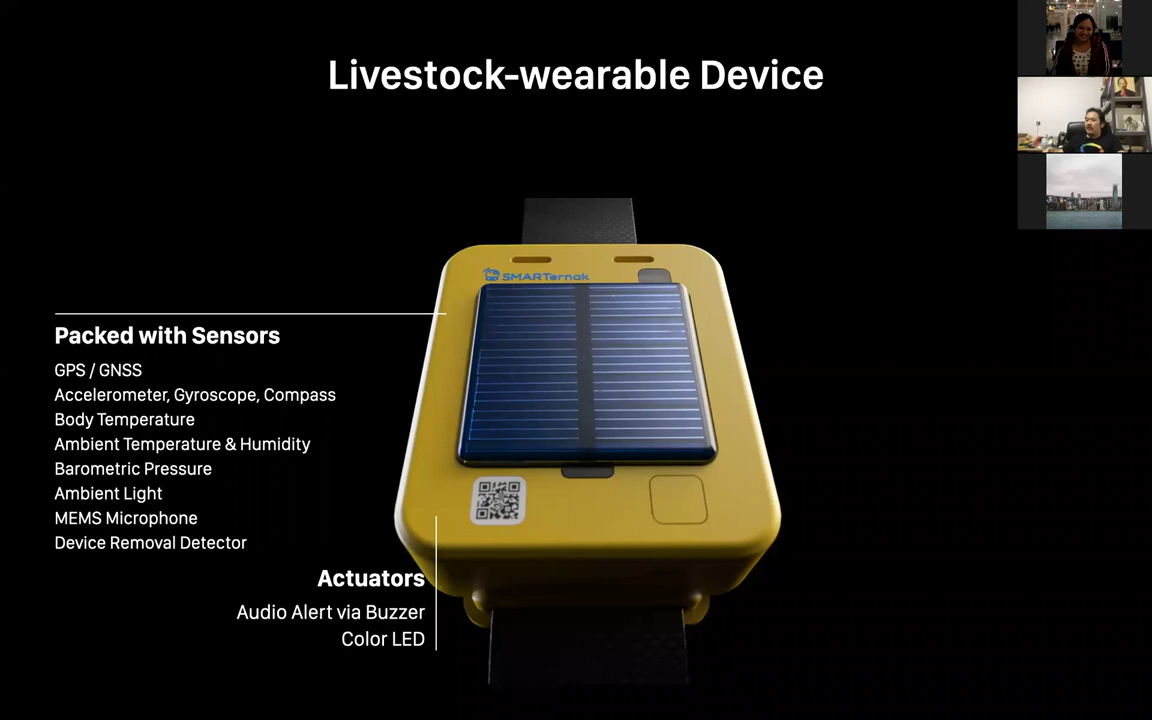 Livestock-wearable Device
SMARTernak
Packed with Sensors
GPS / GNSS
Accelerometer, Gyroscope, Compass
Body Temperature
Ambient Temperature & Humidity
Barometric Pressure
Ambient Light
MEMS Microphone
Device Removal Detector
Actuators
Audio Alert via Buzzer
Color LED